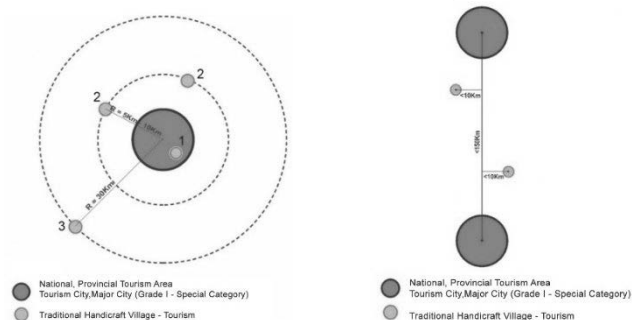 2
2
R = 5Km - 10Km
1
R = 30Km
3
National, Provincial Tourism Area
Tourism City,Major City (Grade I - Special Category)
Traditional Handicraft Village - Tourism
<10Km
<150Km
<10Km
National, Provincial Tourism Area
Tourism City,Major City (Grade I - Special Category)
Traditional Handicraft Village - Tourism